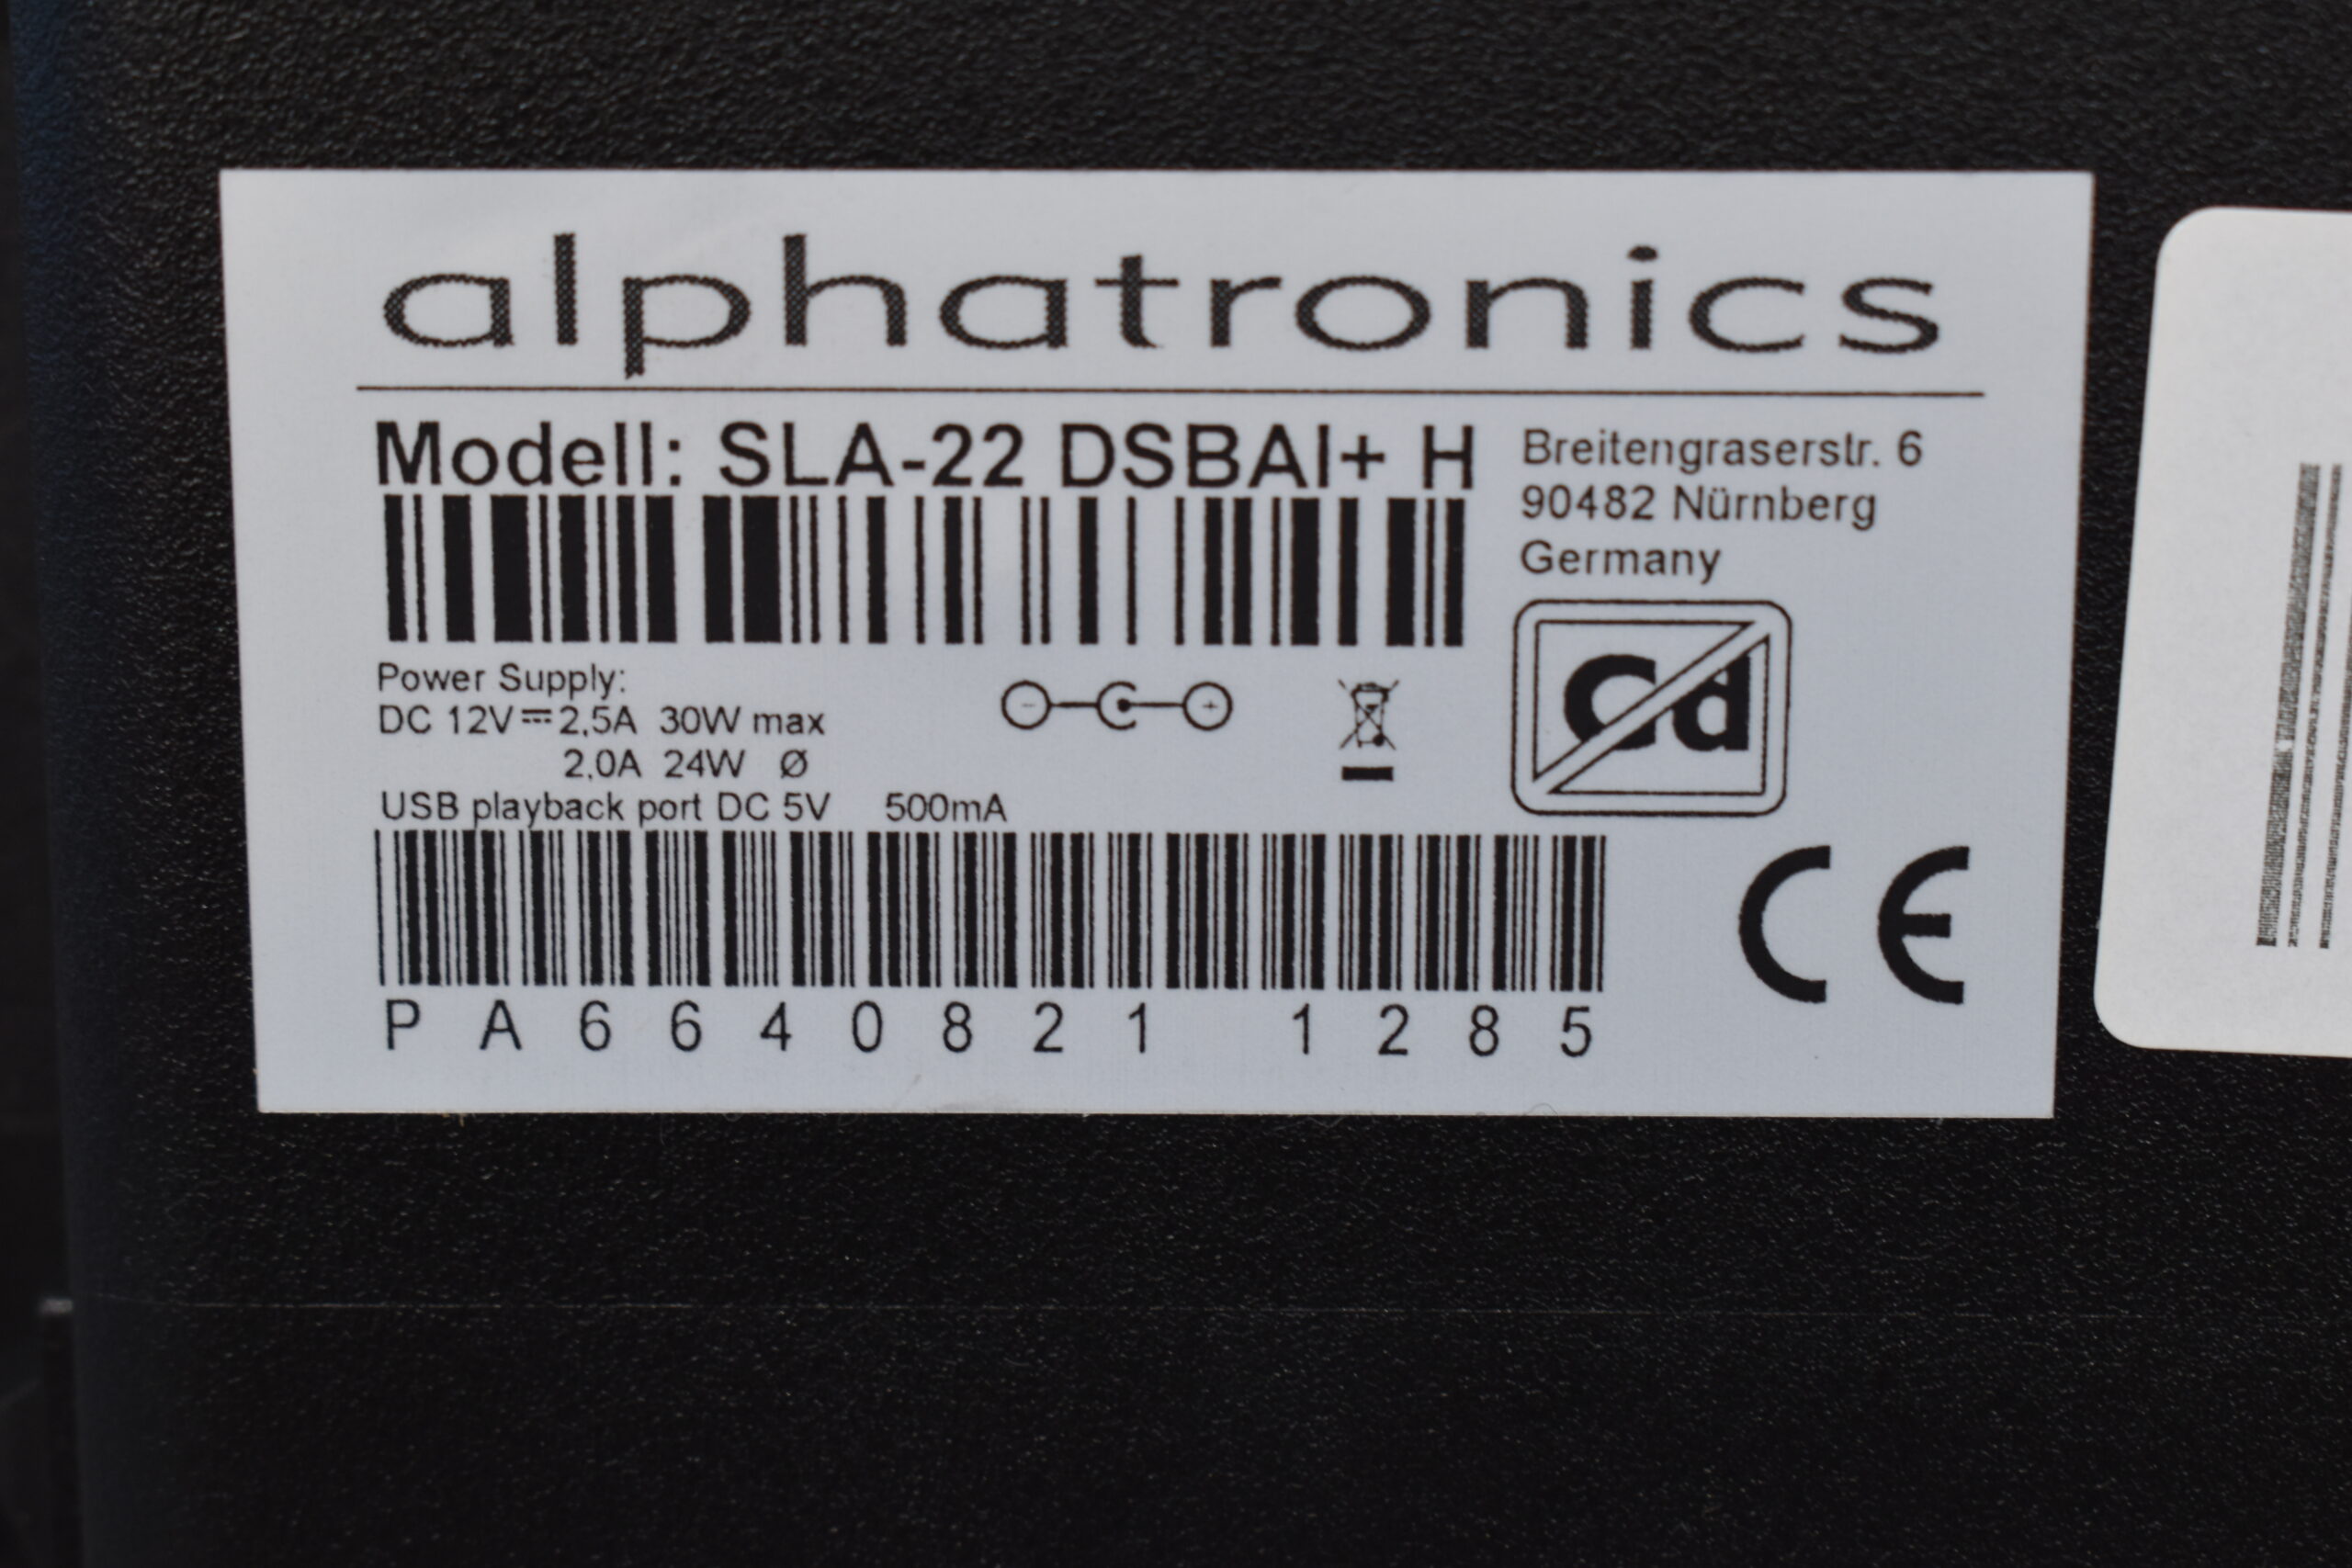 alphatronics
Modell: SLA-22 DSBAI+ H
Breitengraserstr. 6
90482 Nürnberg
Germany
Cd
Power Supply:
DC 12V⎓2,5A 30W max
2,0A 24W Ø
USB playback port DC 5V 500mA
PA6640821 1285
CE